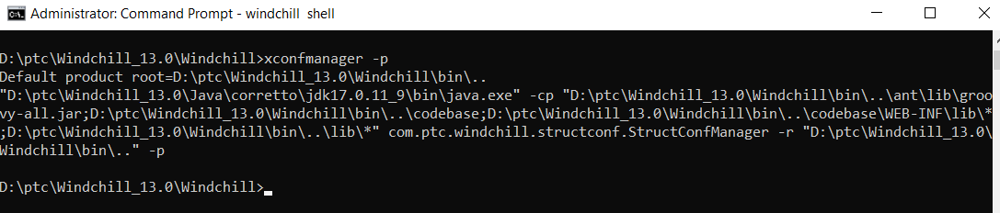 Administrator: Command Prompt - windchill  shell
D:\ptc\Windchill_13.0\Windchill>xconfmanager -p
Default product root=D:\ptc\Windchill_13.0\Windchill\bin\..
"D:\ptc\Windchill_13.0\Java\corretto\jdk17.0.11_9\bin\java.exe" -cp "D:\ptc\Windchill_13.0\Windchill\bin\..\ant\lib\groo
vy-all.jar;D:\ptc\Windchill_13.0\Windchill\bin\..\codebase;D:\ptc\Windchill_13.0\Windchill\bin\..\codebase\WEB-INF\lib\*
;D:\ptc\Windchill_13.0\Windchill\bin\..\lib\*" com.ptc.windchill.structconf.StructConfManager -r "D:\ptc\Windchill_13.0\
Windchill\bin\.." -p
D:\ptc\Windchill_13.0\Windchill>